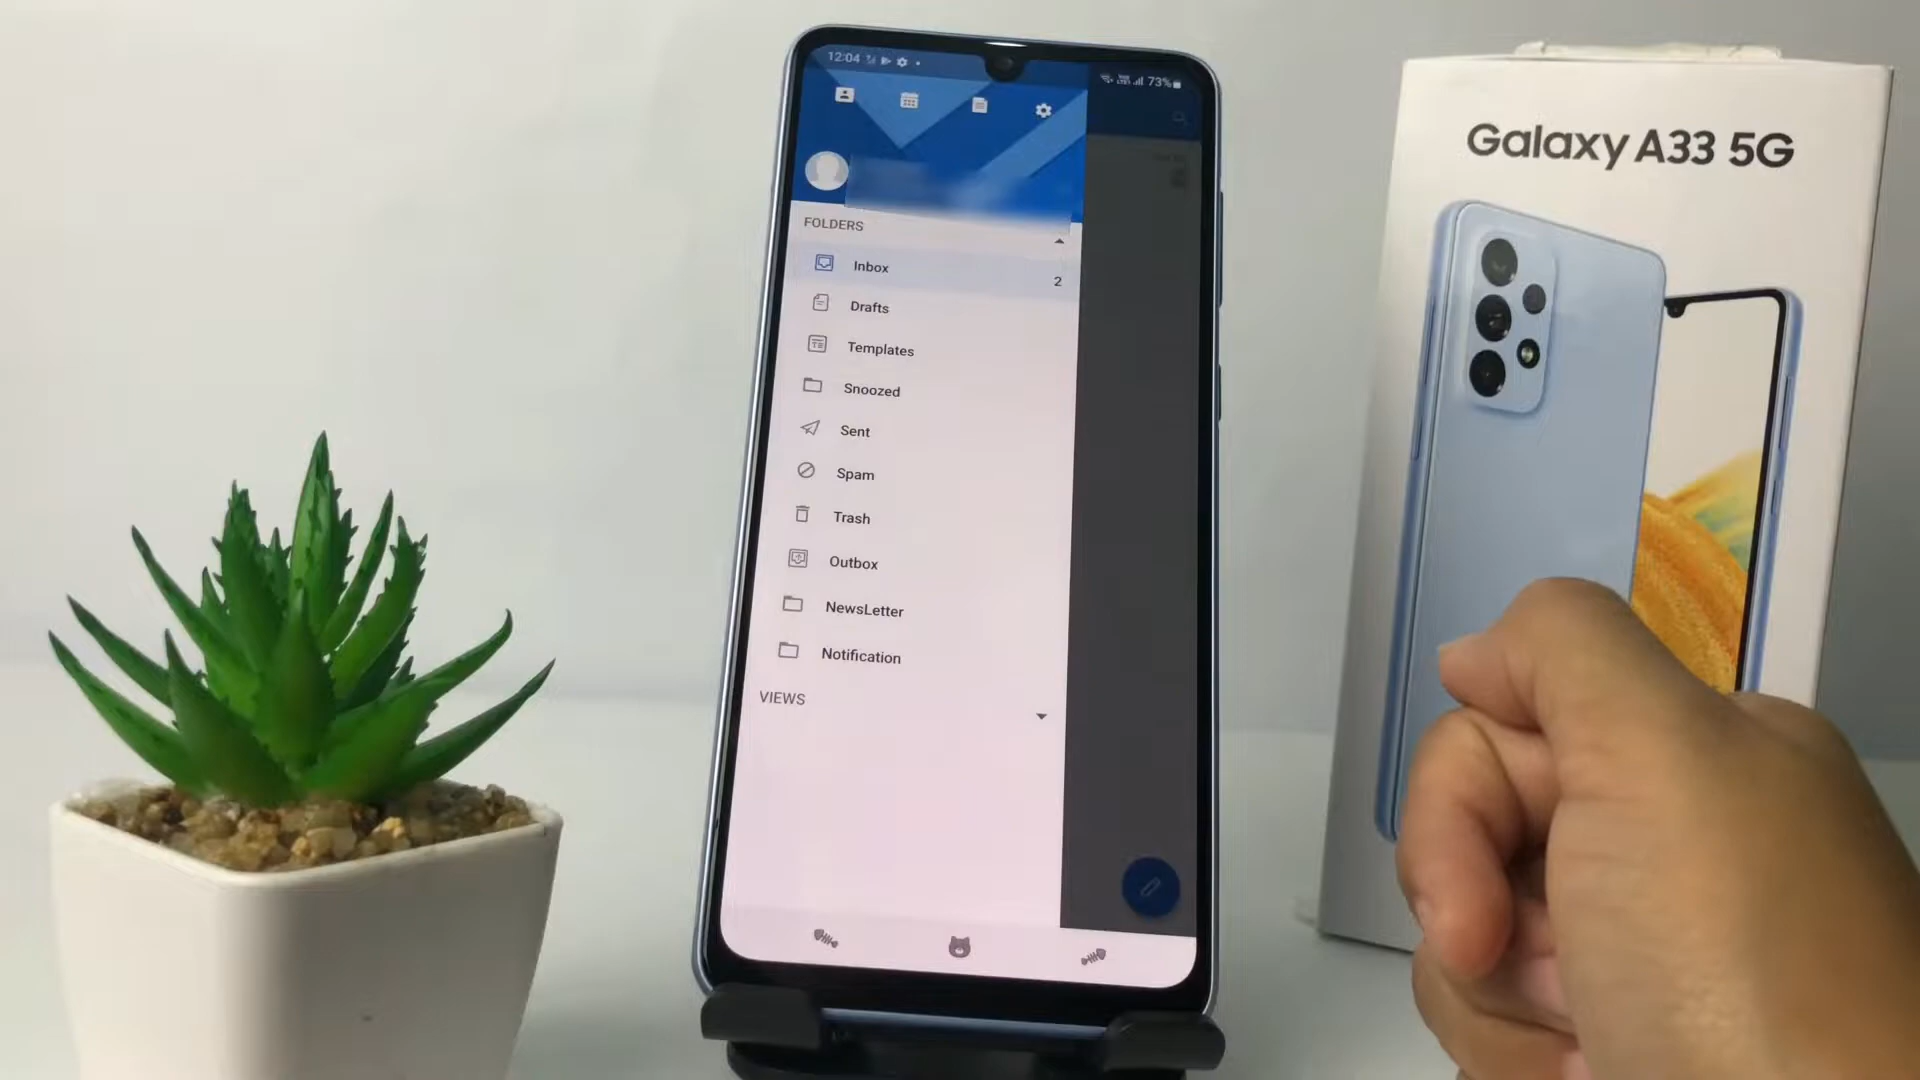 12:04
73%
FOLDERS
Inbox
2
Drafts
Templates
Snoozed
Sent
Spam
Trash
Outbox
NewsLetter
Notification
VIEWS
Galaxy A33 5G